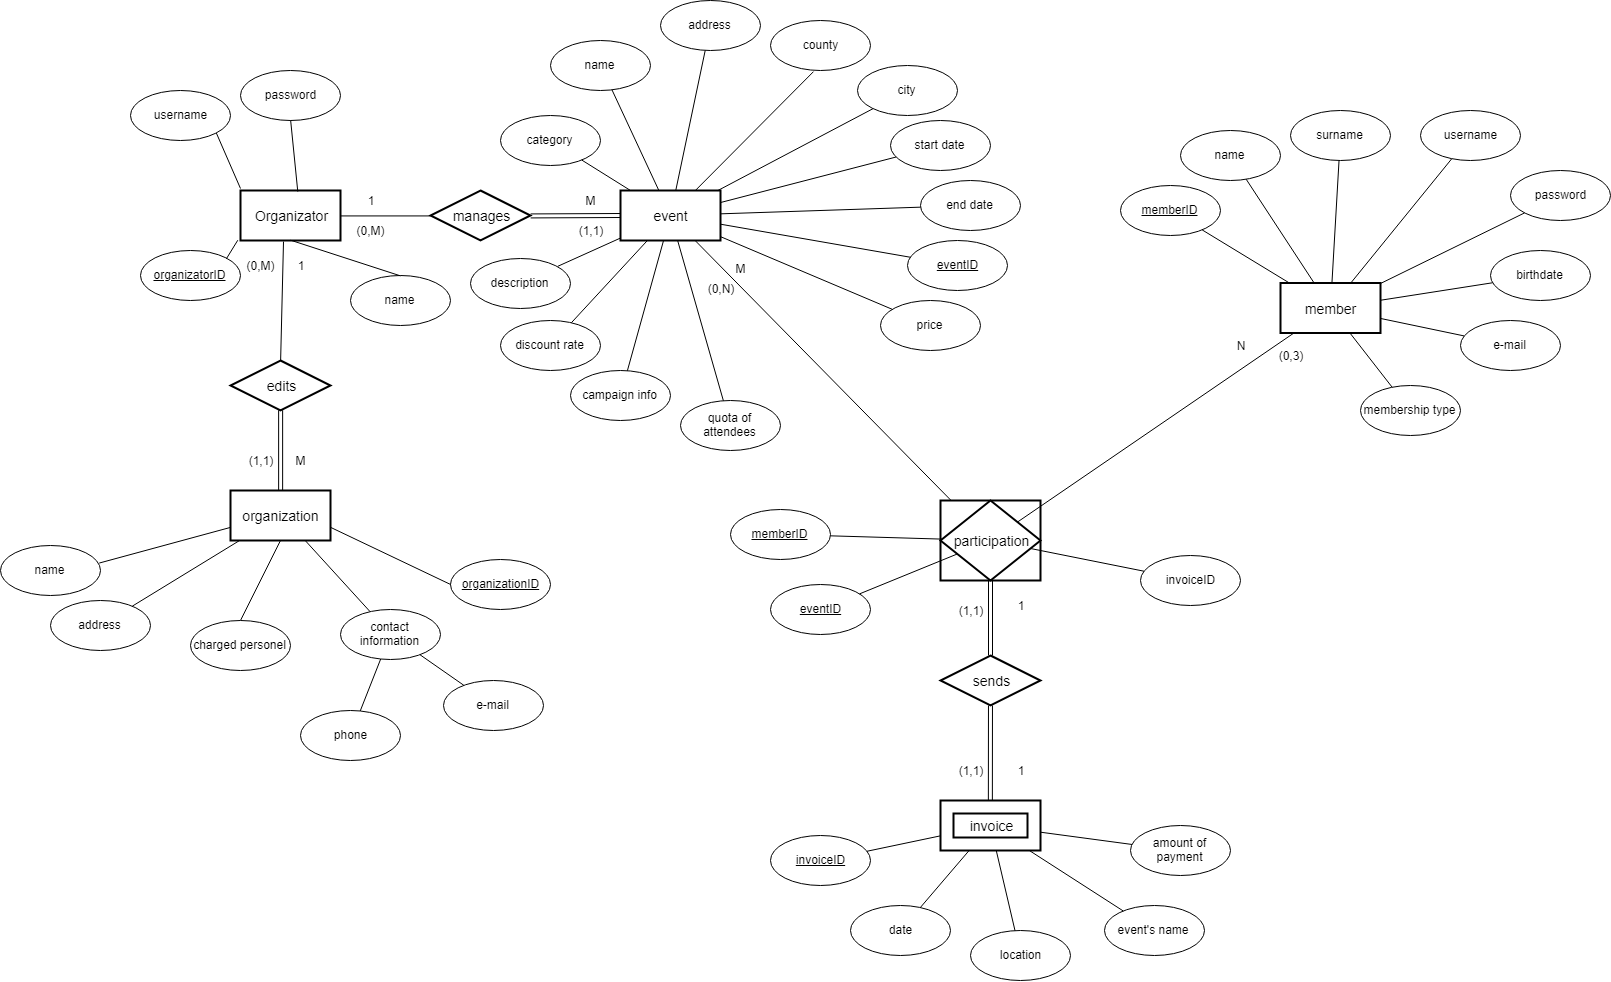 address
county
name
city
password
username
category
start date
surname
username
name
password
memberID
end date
Organizator
1
manages
M
event
(0,M)
(1,1)
eventID
organizatorID
(0,M)
1
name
description
M
(0,N)
price
birthdate
member
e-mail
N
(0,3)
discount rate
campaign info
quota of
attendees
membership type
edits
(1,1)
M
organization
name
address
charged personel
contact
information
organizationID
phone
e-mail
memberID
participation
eventID
invoiceID
(1,1)
1
sends
(1,1)
1
invoice
invoiceID
amount of
payment
date
location
event's name